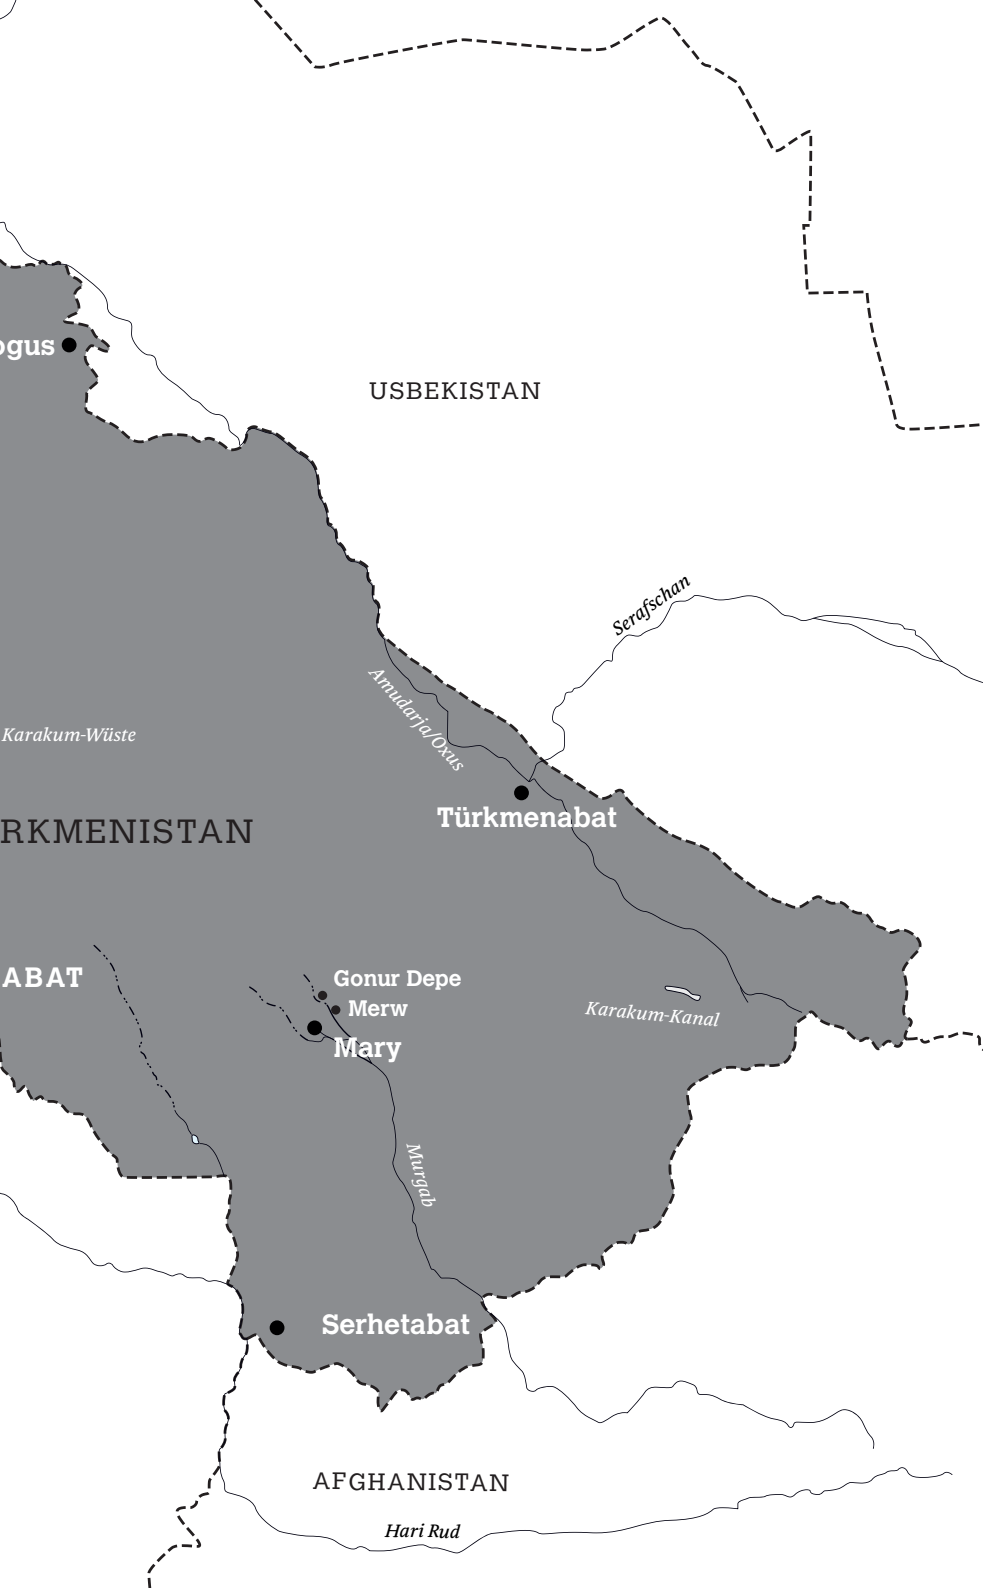 ogus
USBEKISTAN
Serafschan
Amudarja/Oxus
Karakum-Wüste
Türkmenabat
RKMENISTAN
ABAT
Gonur Depe
Merw
Karakum-Kanal
Mary
Murgab
Serhetabat
AFGHANISTAN
Hari Rud